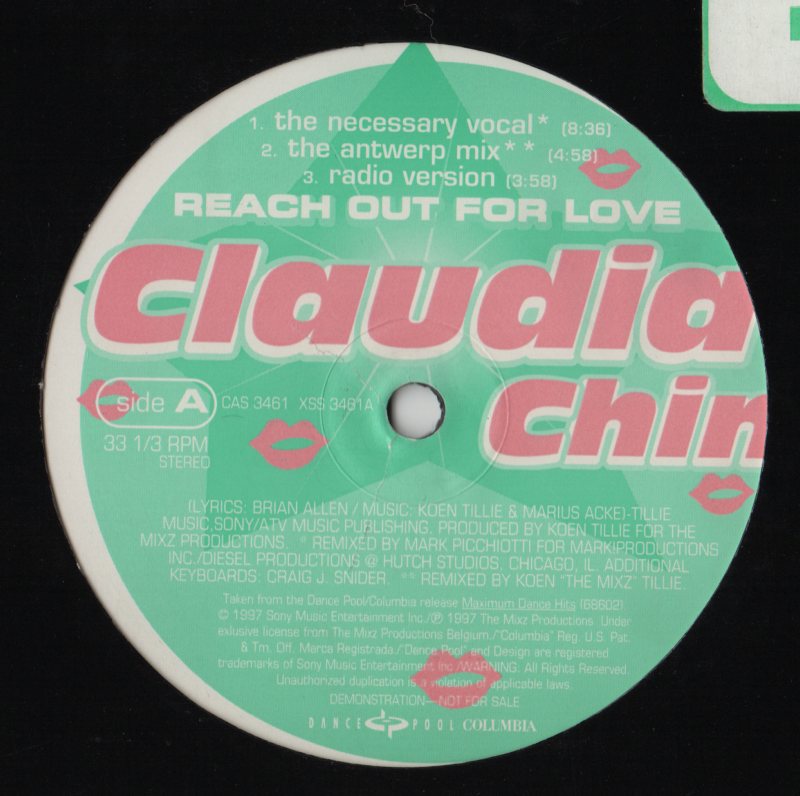 1. the necessary vocal* (8:36)
2. the antwerp mix** (4:58)
3. radio version (3:58)
REACH OUT FOR LOVE
Claudia
Chin
side A CAS 3461 XSS 3461A
33 1/3 RPM
STEREO
(LYRICS: BRIAN ALLEN / MUSIC: KOEN TILLIE & MARIUS ACKE)-TILLIE
MUSIC,SONY/ATV MUSIC PUBLISHING. PRODUCED BY KOEN TILLIE FOR THE
MIXZ PRODUCTIONS. * REMIXED BY MARK PICCHIOTTI FOR MARK!PRODUCTIONS
INC./DIESEL PRODUCTIONS @ HUTCH STUDIOS, CHICAGO, IL. ADDITIONAL
KEYBOARDS: CRAIG J. SNIDER. ** REMIXED BY KOEN "THE MIXZ" TILLIE.
Taken from the Dance Pool/Columbia release Maximum Dance Hits (68602).
© 1997 Sony Music Entertainment Inc./℗ 1997 The Mixz Productions Under
exlusive license from The Mixz Productions Belgium./"Columbia" Reg. U.S. Pat.
& Tm. Off. Marca Registrada./"Dance Pool" and Design are registered
trademarks of Sony Music Entertainment Inc./WARNING. All Rights Reserved.
Unauthorized duplication is a violation of applicable laws.
DEMONSTRATION– NOT FOR SALE
DANCE POOL COLUMBIA